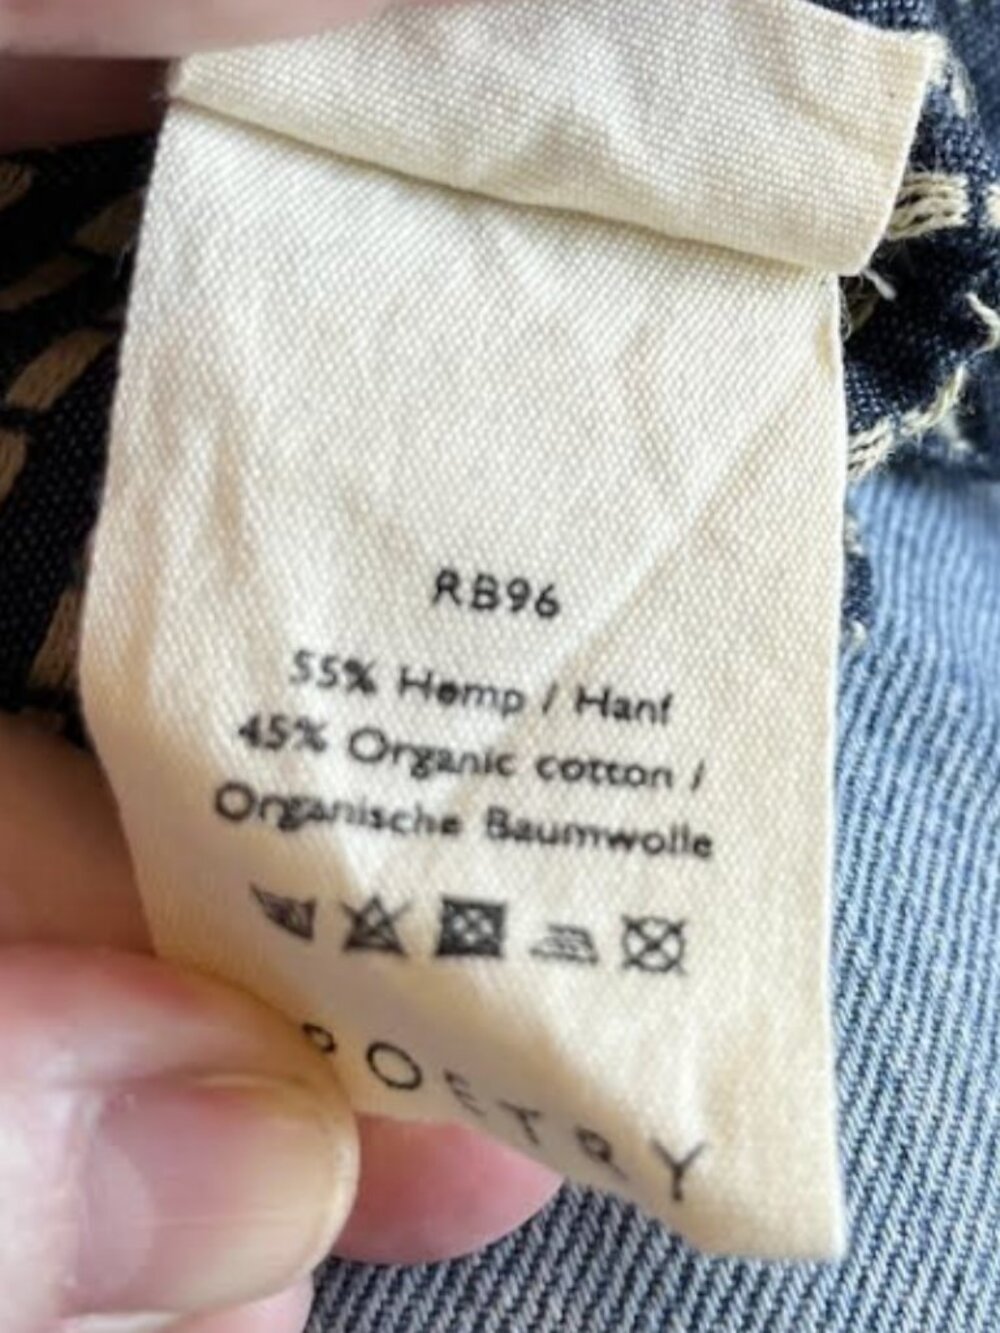 RB96
55% Hemp / Hanf
45% Organic cotton /
Organische Baumwolle
POETRY